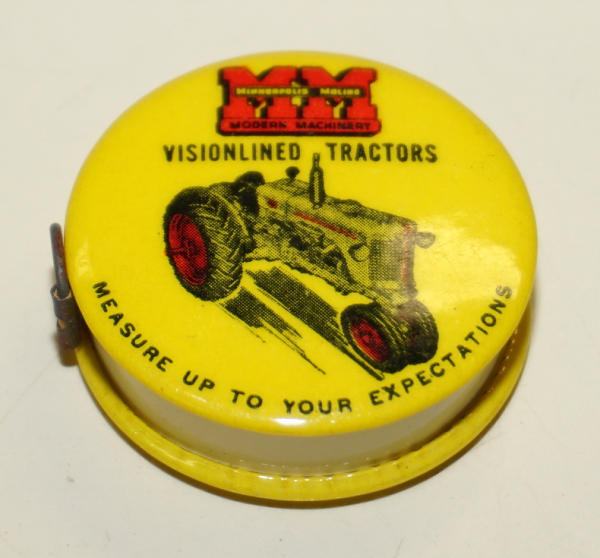 MM
MINNEAPOLIS MOLINE
MODERN MACHINERY
VISIONLINED TRACTORS
MEASURE UP TO YOUR EXPECTATIONS